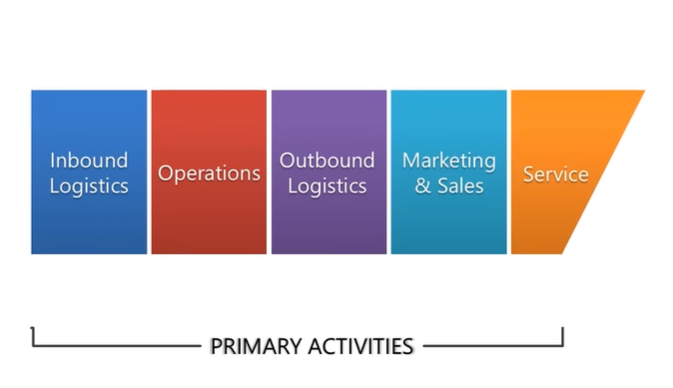 Inbound
Logistics
Operations
Outbound
Logistics
Marketing
& Sales
Service
PRIMARY ACTIVITIES